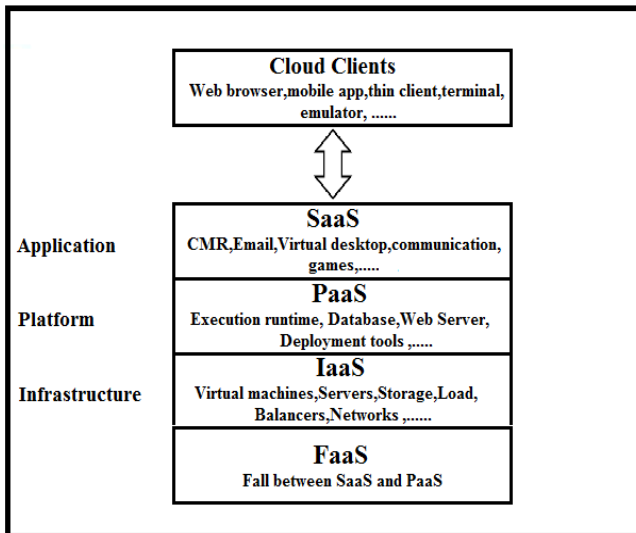 Cloud Clients
Web browser,mobile app,thin client,terminal,
emulator, ......
SaaS
Application
CMR,Email,Virtual desktop,communication,
games,.....
PaaS
Platform
Execution runtime, Database,Web Server,
Deployment tools ,.....
IaaS
Infrastructure
Virtual machines,Servers,Storage,Load,
Balancers,Networks ,......
FaaS
Fall between SaaS and PaaS